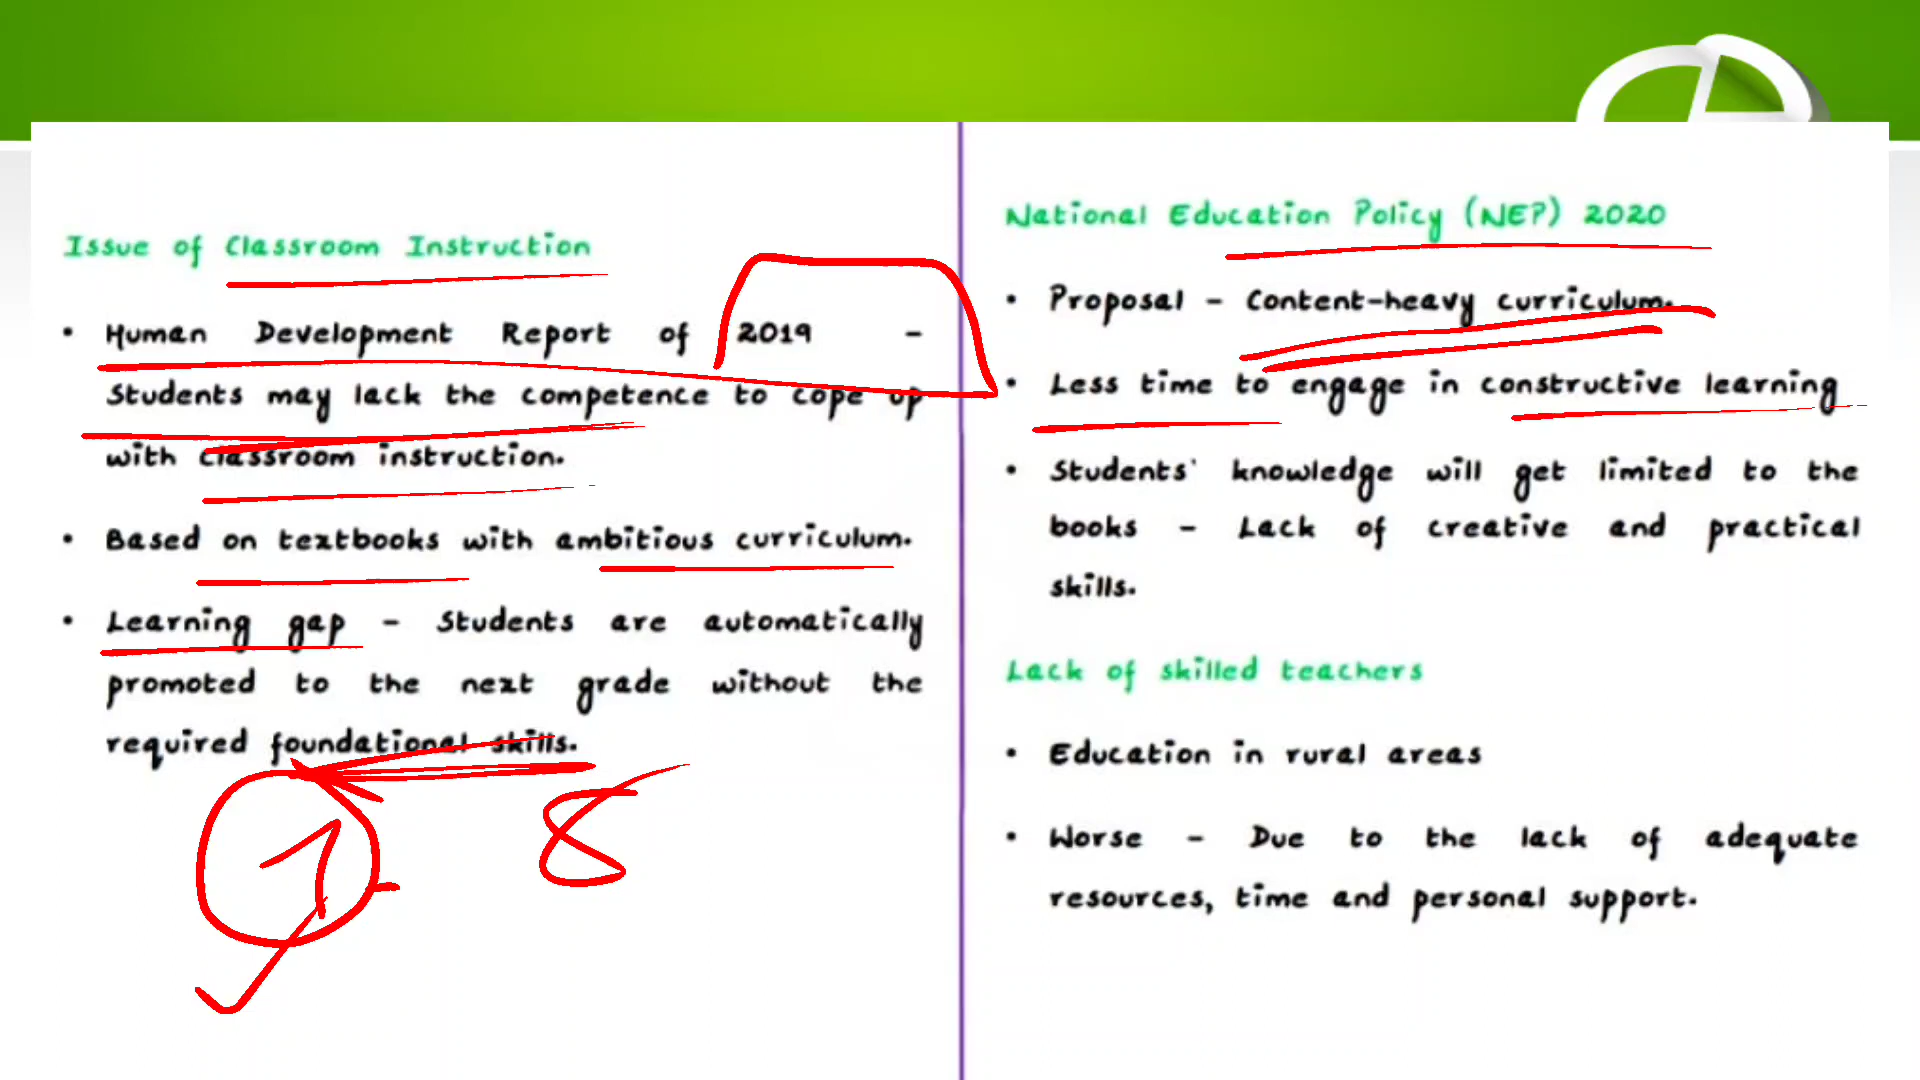 Issue of Classroom Instruction
• Human Development Report of 2019 –
Students may lack the competence to cope up
with classroom instruction.
• Based on textbooks with ambitious curriculum.
• Learning gap – Students are automatically
promoted to the next grade without the
required foundational skills.
7 8
National Education Policy (NEP) 2020
• Proposal – Content-heavy curriculum.
• Less time to engage in constructive learning
• Students' knowledge will get limited to the
books – Lack of creative and practical
skills.
Lack of skilled teachers
• Education in rural areas
• Worse – Due to the lack of adequate
resources, time and personal support.